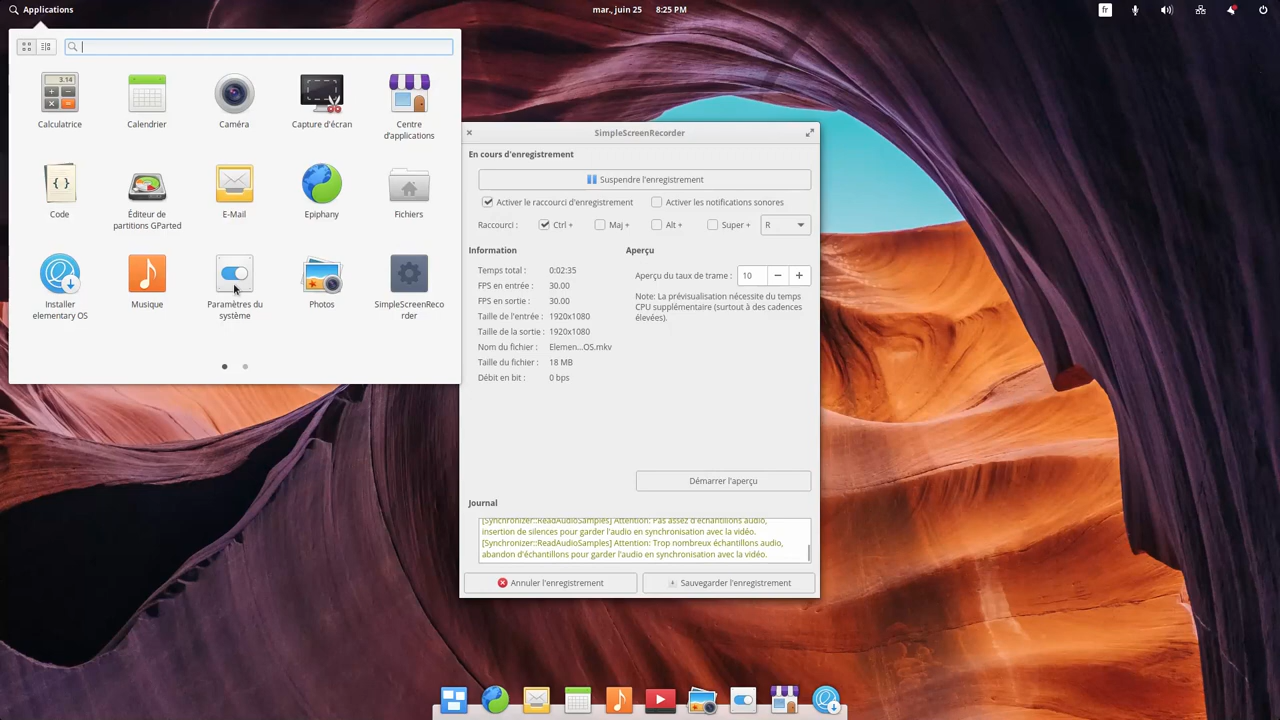 Applications
mar., juin 25 8:25 PM
fr
3.14
Calculatrice
Calendrier
Caméra
Capture d'écran
Centre
d'applications
{ }
Code
Éditeur de
partitions GParted
E-Mail
Epiphany
Fichiers
Installer
elementary OS
Musique
Paramètres du
système
Photos
SimpleScreenReco
rder
SimpleScreenRecorder
En cours d'enregistrement
Suspendre l'enregistrement
Activer le raccourci d'enregistrement
Activer les notifications sonores
Raccourci :
Ctrl +
Maj +
Alt +
Super +
R
Information
Temps total : 0:02:35
FPS en entrée : 30.00
FPS en sortie : 30.00
Taille de l'entrée : 1920x1080
Taille de la sortie : 1920x1080
Nom du fichier : Elemen...OS.mkv
Taille du fichier : 18 MB
Débit en bit : 0 bps
Aperçu
Aperçu du taux de trame : 10
Note: La prévisualisation nécesite du temps
CPU supplémentaire (surtout à des cadences
élevées).
Démarrer l'aperçu
Journal
[Synchronizer::ReadAudioSamples] Attention: Pas assez d'échantillons audio,
insertion de silences pour garder l'audio en synchronisation avec la vidéo.
[Synchronizer::ReadAudioSamples] Attention: Trop nombreux échantillons audio,
abandon d'échantillons pour garder l'audio en synchronisation avec la vidéo.
Annuler l'enregistrement
Sauvegarder l'enregistrement